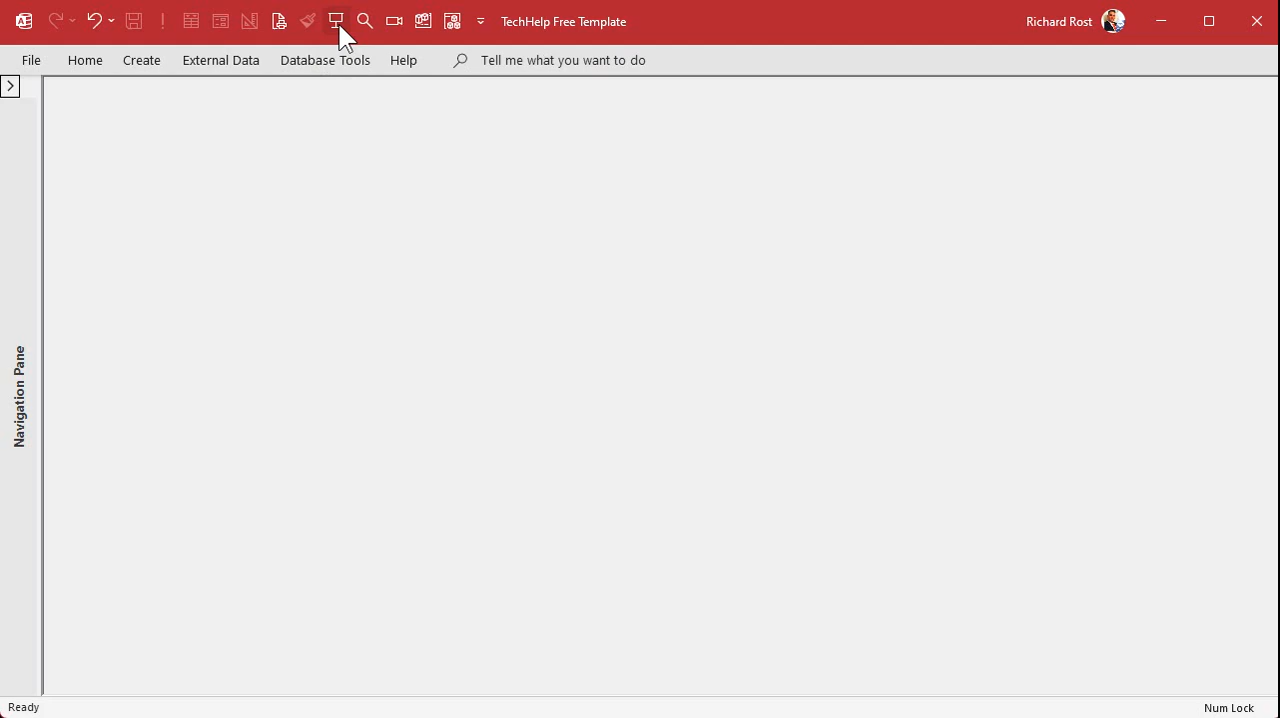 TechHelp Free Template
Richard Rost
File Home Create External Data Database Tools Help Tell me what you want to do
Navigation Pane
Ready
Num Lock